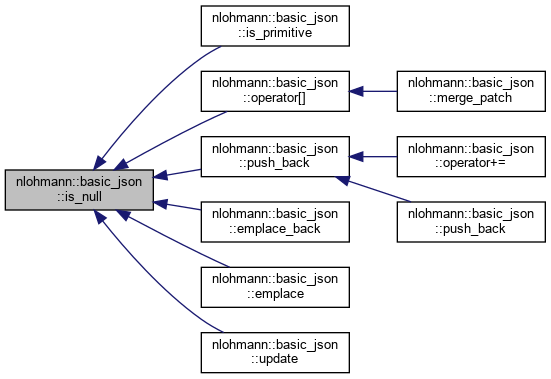 nlohmann::basic_json
::is_primitive
nlohmann::basic_json
::operator[]
nlohmann::basic_json
::merge_patch
nlohmann::basic_json
::push_back
nlohmann::basic_json
::operator+=
nlohmann::basic_json
::is_null
nlohmann::basic_json
::emplace_back
nlohmann::basic_json
::push_back
nlohmann::basic_json
::emplace
nlohmann::basic_json
::update